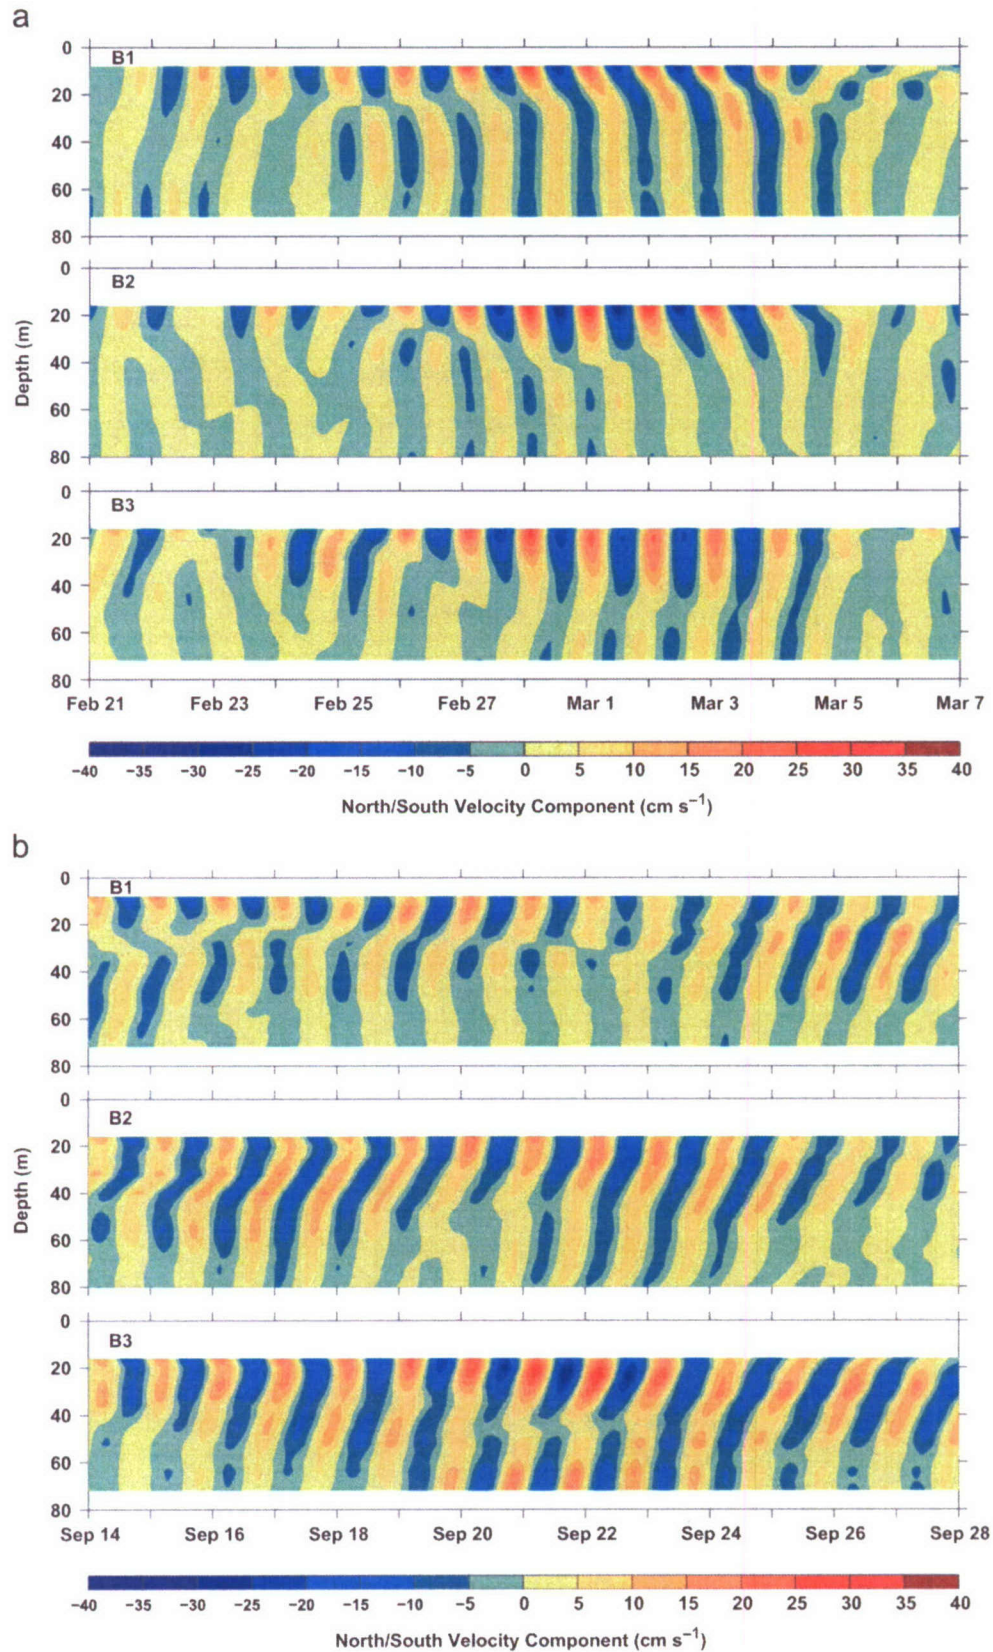 a
B1
0
20
40
60
80
B2
0
20
40
60
80
Depth (m)
B3
0
20
40
60
80
Feb 21 Feb 23 Feb 25 Feb 27 Mar 1 Mar 3 Mar 5 Mar 7
−40 −35 −30 −25 −20 −15 −10 −5 0 5 10 15 20 25 30 35 40
North/South Velocity Component (cm s⁻¹)
b
B1
0
20
40
60
80
B2
0
20
40
60
80
Depth (m)
B3
0
20
40
60
80
Sep 14 Sep 16 Sep 18 Sep 20 Sep 22 Sep 24 Sep 26 Sep 28
−40 −35 −30 −25 −20 −15 −10 −5 0 5 10 15 20 25 30 35 40
North/South Velocity Component (cm s⁻¹)